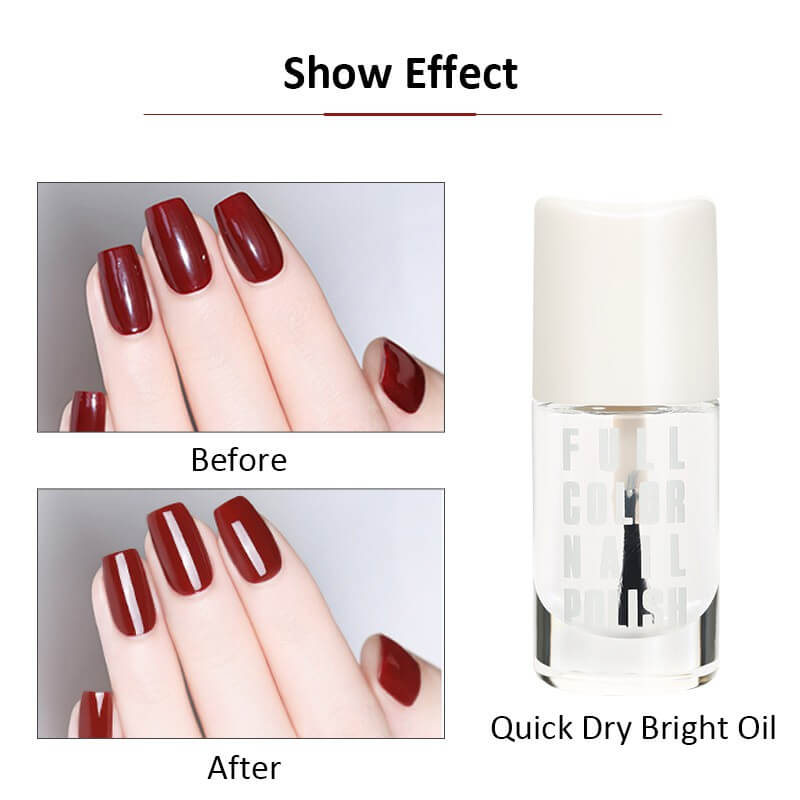 Show Effect
Before
FULL
COLOR
NAIL
POLISH
Quick Dry Bright Oil
After